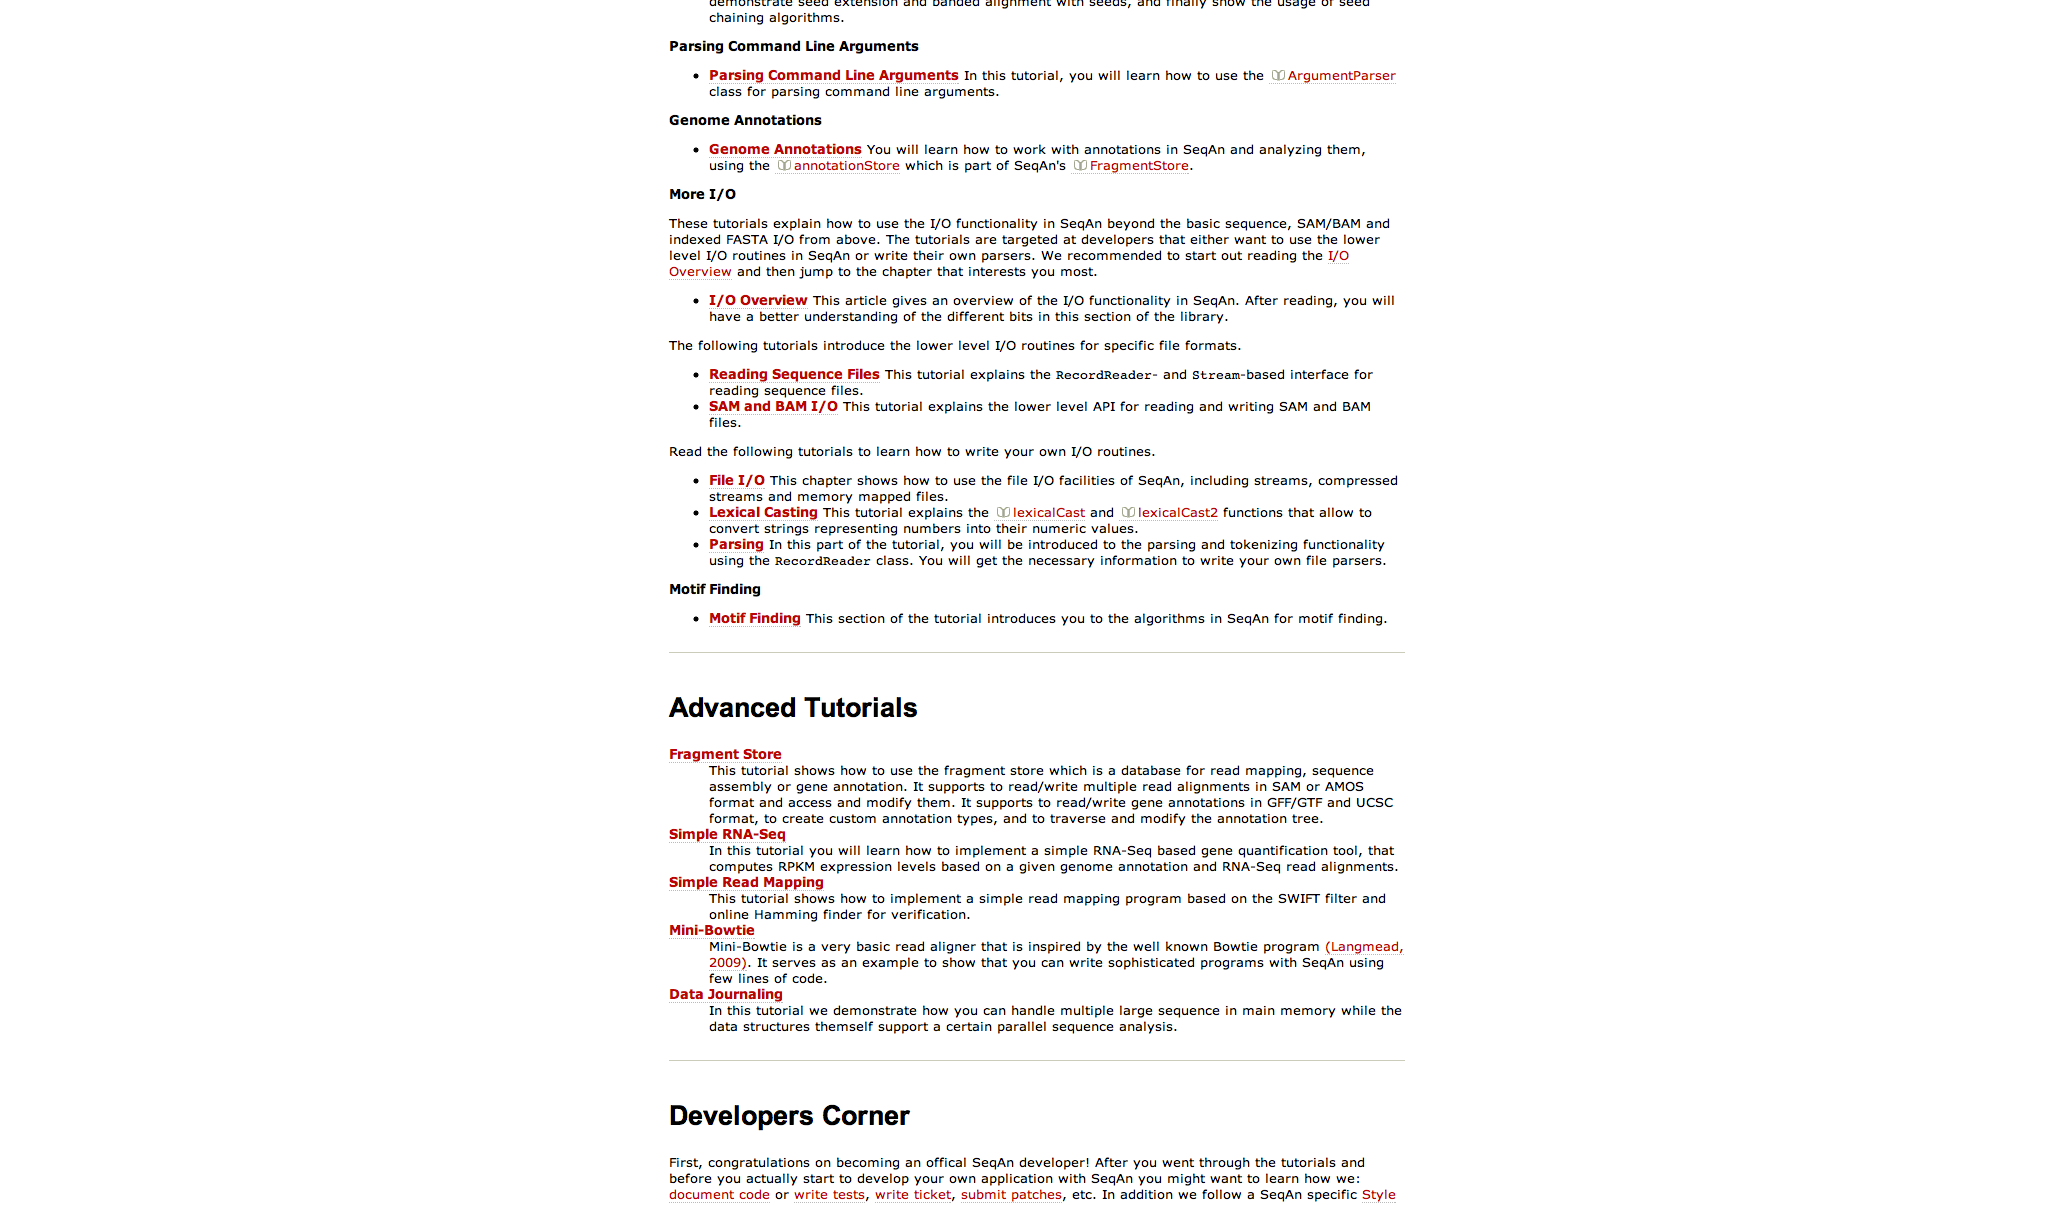 demonstrate seed extension and banded alignment with seeds, and finally show the usage of seed
chaining algorithms.
Parsing Command Line Arguments
• Parsing Command Line Arguments In this tutorial, you will learn how to use the ArgumentParser
class for parsing command line arguments.
Genome Annotations
• Genome Annotations You will learn how to work with annotations in SeqAn and analyzing them,
using the annotationStore which is part of SeqAn's FragmentStore.
More I/O
These tutorials explain how to use the I/O functionality in SeqAn beyond the basic sequence, SAM/BAM and
indexed FASTA I/O from above. The tutorials are targeted at developers that either want to use the lower
level I/O routines in SeqAn or write their own parsers. We recommended to start out reading the I/O
Overview and then jump to the chapter that interests you most.
• I/O Overview This article gives an overview of the I/O functionality in SeqAn. After reading, you will
have a better understanding of the different bits in this section of the library.
The following tutorials introduce the lower level I/O routines for specific file formats.
• Reading Sequence Files This tutorial explains the RecordReader- and Stream-based interface for
reading sequence files.
• SAM and BAM I/O This tutorial explains the lower level API for reading and writing SAM and BAM
files.
Read the following tutorials to learn how to write your own I/O routines.
• File I/O This chapter shows how to use the file I/O facilities of SeqAn, including streams, compressed
streams and memory mapped files.
• Lexical Casting This tutorial explains the lexicalCast and lexicalCast2 functions that allow to
convert strings representing numbers into their numeric values.
• Parsing In this part of the tutorial, you will be introduced to the parsing and tokenizing functionality
using the RecordReader class. You will get the necessary information to write your own file parsers.
Motif Finding
• Motif Finding This section of the tutorial introduces you to the algorithms in SeqAn for motif finding.
Advanced Tutorials
Fragment Store
This tutorial shows how to use the fragment store which is a database for read mapping, sequence
assembly or gene annotation. It supports to read/write multiple read alignments in SAM or AMOS
format and access and modify them. It supports to read/write gene annotations in GFF/GTF and UCSC
format, to create custom annotation types, and to traverse and modify the annotation tree.
Simple RNA-Seq
In this tutorial you will learn how to implement a simple RNA-Seq based gene quantification tool, that
computes RPKM expression levels based on a given genome annotation and RNA-Seq read alignments.
Simple Read Mapping
This tutorial shows how to implement a simple read mapping program based on the SWIFT filter and
online Hamming finder for verification.
Mini-Bowtie
Mini-Bowtie is a very basic read aligner that is inspired by the well known Bowtie program (Langmead,
2009). It serves as an example to show that you can write sophisticated programs with SeqAn using
few lines of code.
Data Journaling
In this tutorial we demonstrate how you can handle multiple large sequence in main memory while the
data structures themself support a certain parallel sequence analysis.
Developers Corner
First, congratulations on becoming an offical SeqAn developer! After you went through the tutorials and
before you actually start to develop your own application with SeqAn you might want to learn how we:
document code or write tests, write ticket, submit patches, etc. In addition we follow a SeqAn specific Style